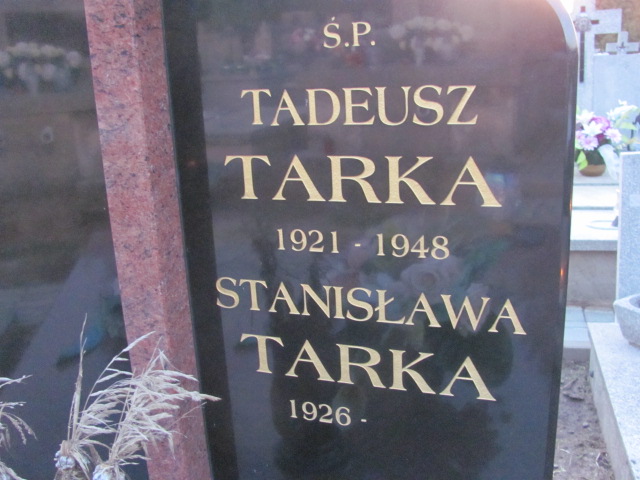 Ś.P.
TADEUSZ
TARKA
1921 - 1948
STANISŁAWA
TARKA
1926 -